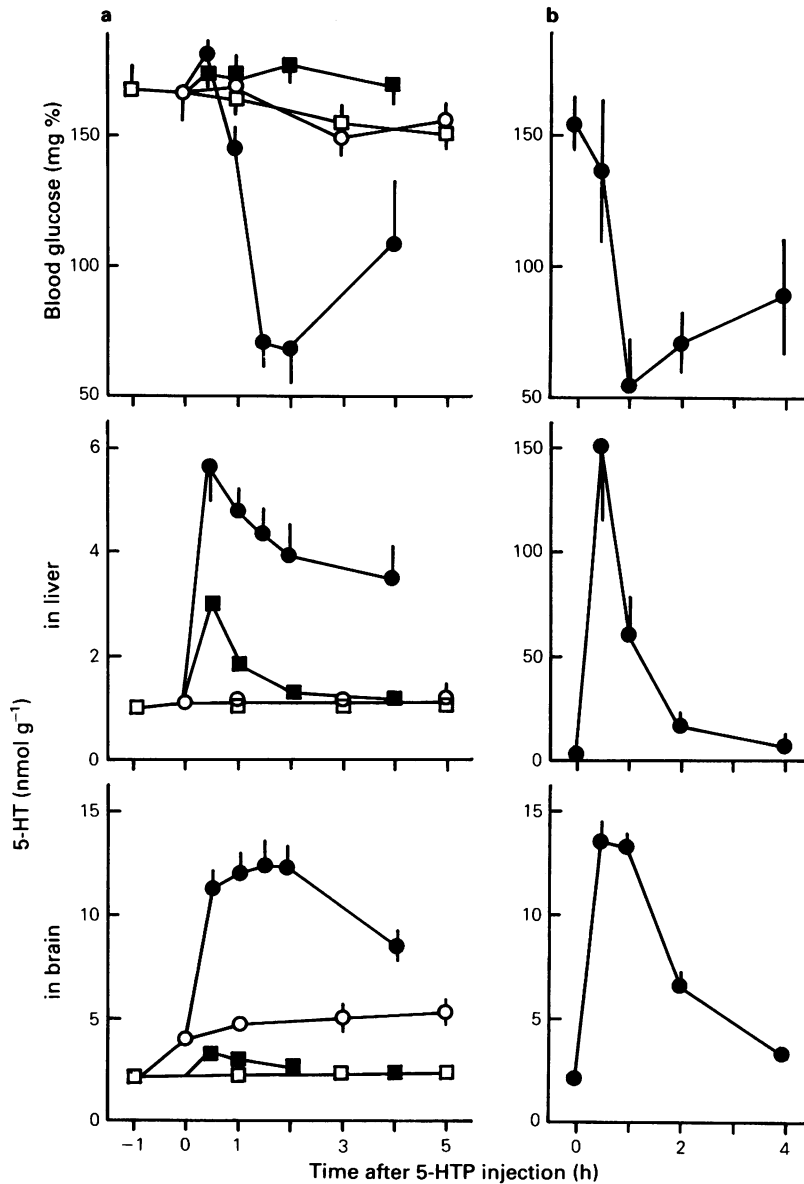 a
b
Blood glucose (mg %)
150
100
50
150
100
50
5-HT (nmol g⁻¹)
in liver
6
4
2
0
150
100
50
0
in brain
15
10
5
0
15
10
5
0
−1 0 1 3 5
0 2 4
Time after 5-HTP injection (h)